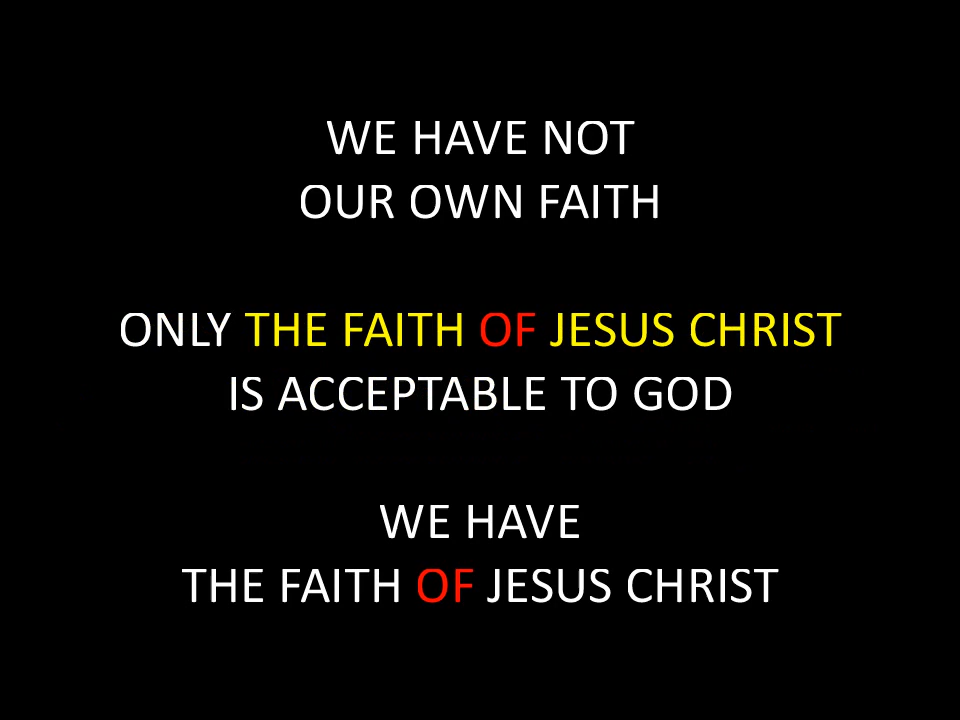 WE HAVE NOT
OUR OWN FAITH
ONLY THE FAITH OF JESUS CHRIST
IS ACCEPTABLE TO GOD
WE HAVE
THE FAITH OF JESUS CHRIST